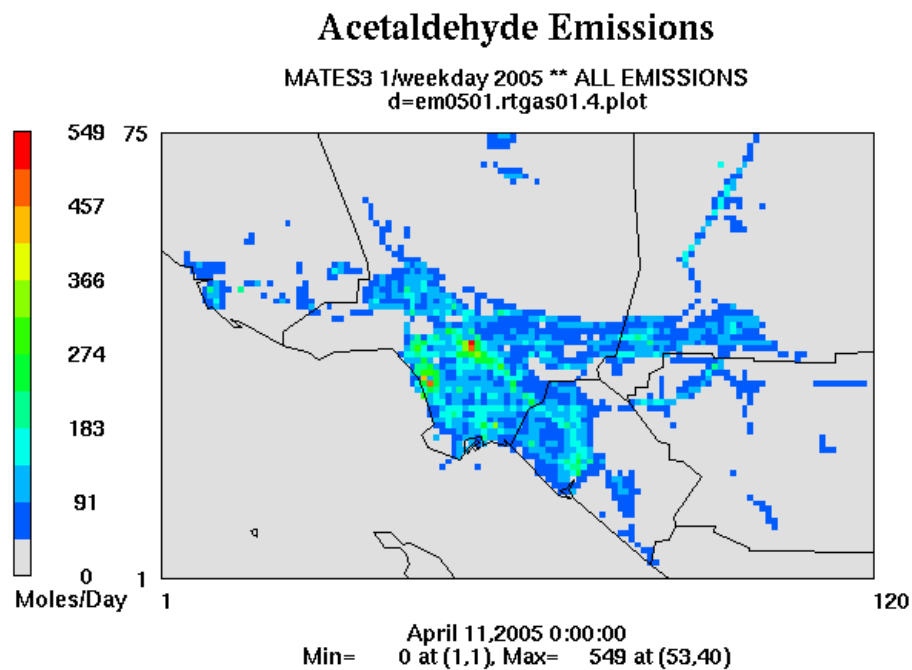 Acetaldehyde Emissions
MATES3 1/weekday 2005 ** ALL EMISSIONS
d=em0501.rtgas01.4.plot
549
457
366
274
183
91
0
Moles/Day
75
1
1
120
April 11,2005 0:00:00
Min= 0 at (1,1), Max= 549 at (53,40)